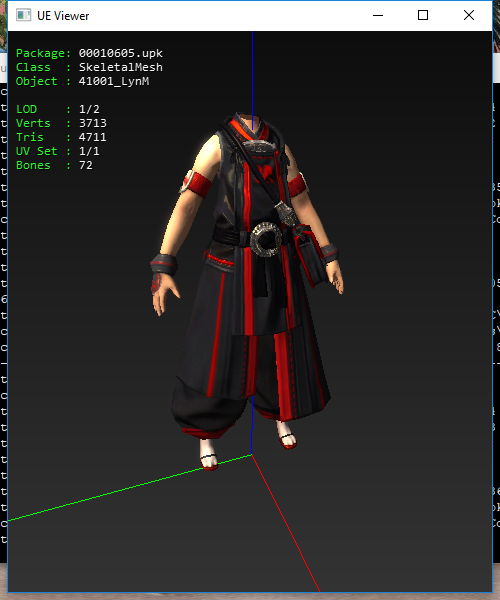 UE Viewer
Package: 00010605.upk
Class : SkeletalMesh
Object : 41001_LynM
LOD : 1/2
Verts : 3713
Tris : 4711
UV Set : 1/1
Bones : 72